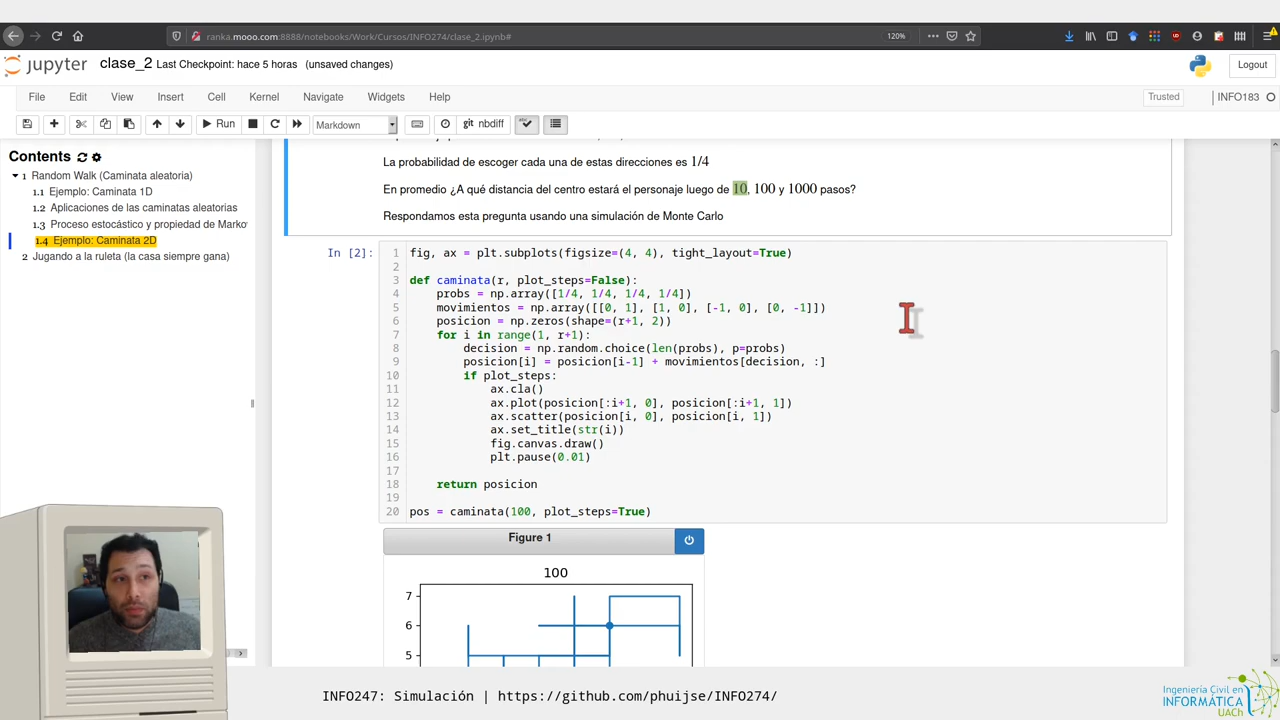 ranka.mooo.com:8888/notebooks/Work/Cursos/INFO274/clase_2.ipynb#
120%
jupyter clase_2 Last Checkpoint: hace 5 horas (unsaved changes)
Logout
File Edit View Insert Cell Kernel Navigate Widgets Help
Trusted
INFO183
Run
Markdown
git nbdiff
Contents
1 Random Walk (Caminata aleatoria)
1.1 Ejemplo: Caminata 1D
1.2 Aplicaciones de las caminatas aleatorias
1.3 Proceso estocástico y propiedad de Marko
1.4 Ejemplo: Caminata 2D
2 Jugando a la ruleta (la casa siempre gana)
La probabilidad de escoger cada una de estas direcciones es 1/4
En promedio ¿A qué distancia del centro estará el personaje luego de 10, 100 y 1000 pasos?
Respondamos esta pregunta usando una simulación de Monte Carlo
In [2]:
1 fig, ax = plt.subplots(figsize=(4, 4), tight_layout=True)
2
3 def caminata(r, plot_steps=False):
4 probs = np.array([1/4, 1/4, 1/4, 1/4])
5 movimientos = np.array([[0, 1], [1, 0], [-1, 0], [0, -1]])
6 posicion = np.zeros(shape=(r+1, 2))
7 for i in range(1, r+1):
8 decision = np.random.choice(len(probs), p=probs)
9 posicion[i] = posicion[i-1] + movimientos[decision, :]
10 if plot_steps:
11 ax.cla()
12 ax.plot(posicion[:i+1, 0], posicion[:i+1, 1])
13 ax.scatter(posicion[i, 0], posicion[i, 1])
14 ax.set_title(str(i))
15 fig.canvas.draw()
16 plt.pause(0.01)
17
18 return posicion
19
20 pos = caminata(100, plot_steps=True)
Figure 1
100
7
6
5
INFO247: Simulación | https://github.com/phuijse/INFO274/
Ingeniería Civil en
INFORMÁTICA
UACh